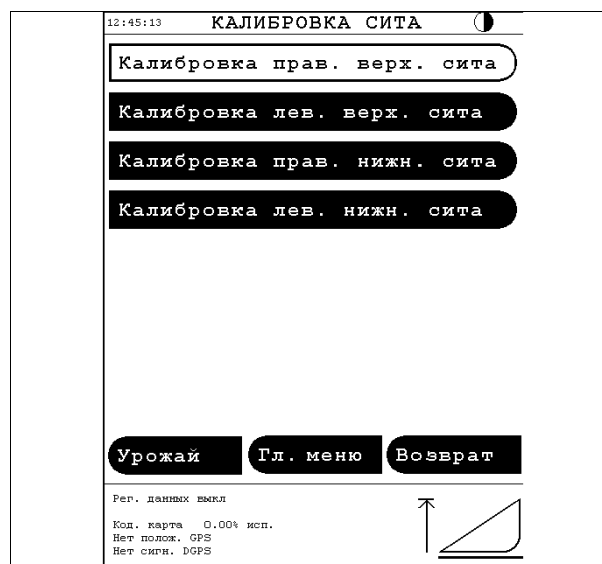 12:45:13 КАЛИБРОВКА СИТА
Калибровка прав. верх. сита
Калибровка лев. верх. сита
Калибровка прав. нижн. сита
Калибровка лев. нижн. сита
Урожай Гл. меню Возврат
Рег. данных выкл
Код. карта 0.00% исп.
Нет полож. GPS
Нет сигн. DGPS